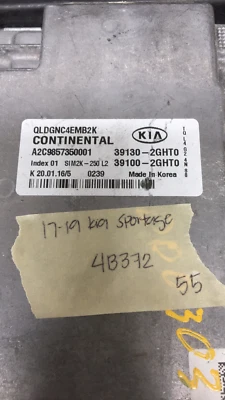 QLDGNC4EMB2K
CONTINENTAL
KIA
A2C9857350001
39130-2GHT0
Index 01 SIM2K-250 L2
39100-2GHT0
K 20.01.16/5 0239
Made in Korea
17-19 kia sportage
4B372
55
303